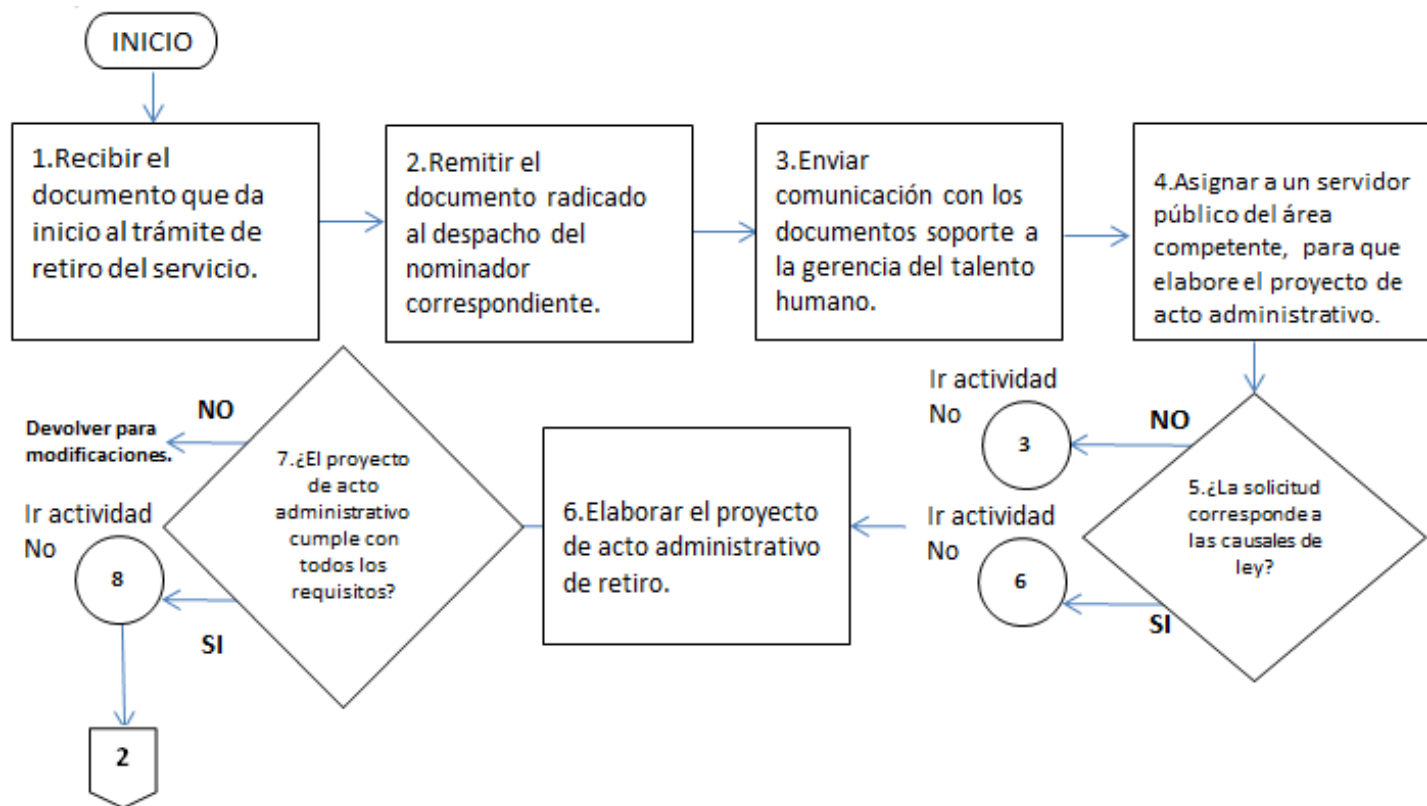 INICIO
1.Recibir el
documento que da
inicio al trámite de
retiro del servicio.
2.Remitir el
documento radicado
al despacho del
nominador
correspondiente.
3.Enviar
comunicación con los
documentos soporte a
la gerencia del talento
humano.
4.Asignar a un servidor
público del área
competente, para que
elabore el proyecto de
acto administrativo.
5.¿La solicitud
corresponde a
las causales de
ley?
NO
Ir actividad
No
3
SI
Ir actividad
No
6
6.Elaborar el proyecto
de acto administrativo
de retiro.
7.¿El proyecto
de acto
administrativo
cumple con
todos los
requisitos?
NO
Devolver para
modificaciones.
SI
Ir actividad
No
8
2